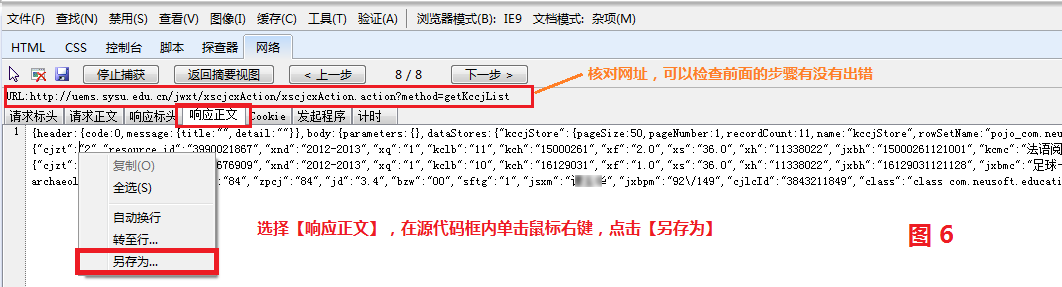 文件(F) 查找(N) 禁用(S) 查看(V) 图像(I) 缓存(C) 工具(T) 验证(A) 浏览器模式(B): IE9 文档模式: 杂项(M)
HTML CSS 控制台 脚本 探查器 网络
停止捕获 返回摘要视图 < 上一步 8 / 8 下一步 >
核对网址，可以检查前面的步骤有没有出错
URL:http://uems.sysu.edu.cn/jwxt/xscjcxAction/xscjcxAction.action?method=getKccjList
请求标头 请求正文 响应标头 响应正文 Cookie 发起程序 计时
1 {header:{code:0,message:{title:"",detail:""}},body:{parameters:{},dataStores:{"kccjStore":{pageSize:50,pageNumber:1,recordCount:11,name:"kccjStore",rowSetName:"pojo_com.neu
{"cjzt":"2","resource_id":"3990021867","xnd":"2012-2013","xq":"1","kclb":"11","kch":"15000261","xf":"2.0","xs":"36.0","xh":"11338022","jxbh":"15000261121001","kcmc":"法语阅
{"cjzt": 676909","xnd":"2012-2013","xq":"1","kclb":"10","kch":"16129031","xf":"1.0","xs":"36.0","xh":"11338022","jxbh":"16129031121128","jxbmc":"足球-
archaeol "84","zpcj":"84","jd":"3.4","bzw":"00","sftg":"1","jsxm":" ","jxbpm":"92\/149","cjlcId":"3843211849","class":"class com.neusoft.educati
复制(O)
全选(S)
自动换行
转至行...
另存为...
选择【响应正文】，在源代码框内单击鼠标右键，点击【另存为】
图 6